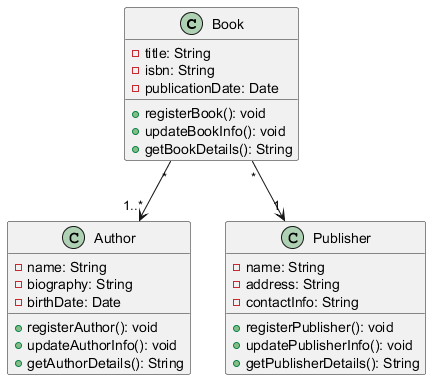 C Book
title: String
isbn: String
publicationDate: Date
registerBook(): void
updateBookInfo(): void
getBookDetails(): String
* *
1..* 1
C Author
name: String
biography: String
birthDate: Date
registerAuthor(): void
updateAuthorInfo(): void
getAuthorDetails(): String
C Publisher
name: String
address: String
contactInfo: String
registerPublisher(): void
updatePublisherInfo(): void
getPublisherDetails(): String